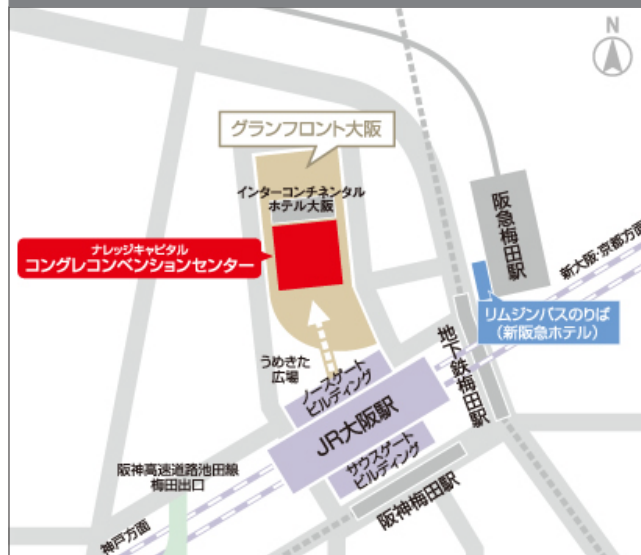 N
グランフロント大阪
インターコンチネンタル
ホテル大阪
ナレッジキャピタル
コングレコンベンションセンター
阪急梅田駅
新大阪・京都方面
リムジンバスのりば
(新阪急ホテル)
地下鉄梅田駅
うめきた
広場
ノースゲート
ビルディング
JR大阪駅
サウスゲート
ビルディング
阪神梅田駅
阪神高速道路池田線
梅田出口
神戸方面